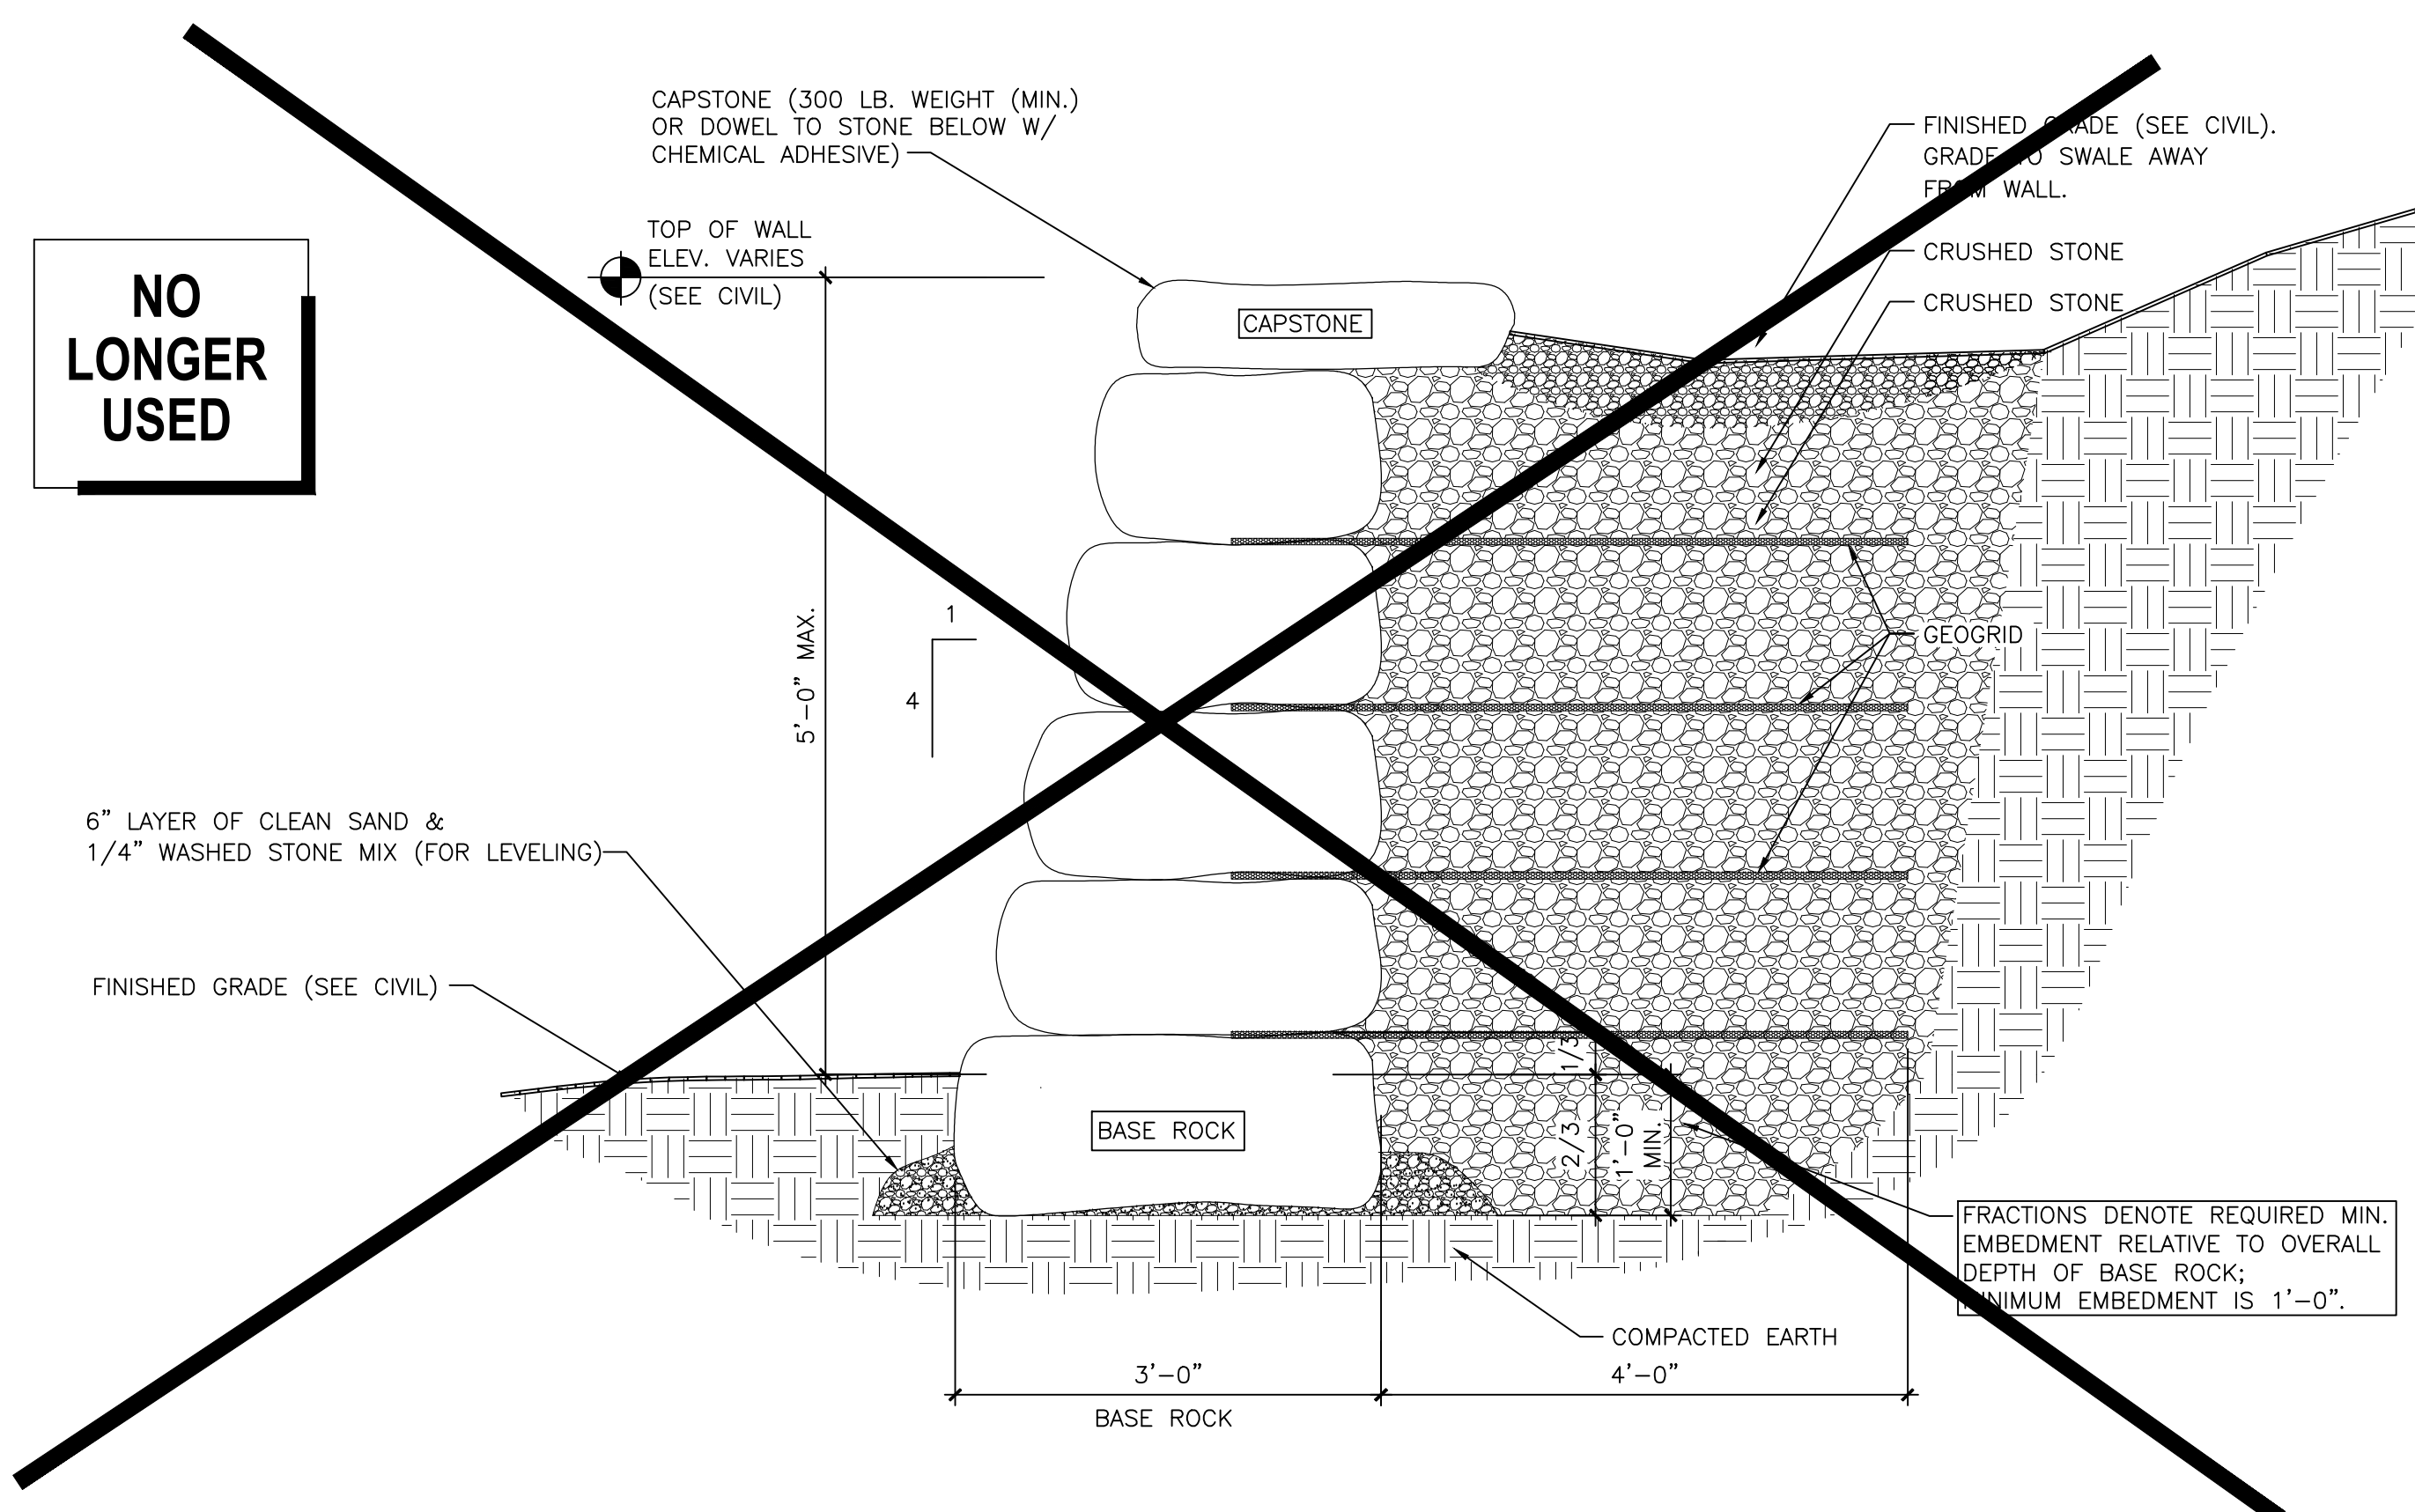 CAPSTONE (300 LB. WEIGHT (MIN.)
OR DOWEL TO STONE BELOW W/
CHEMICAL ADHESIVE)
FINISHED GRADE (SEE CIVIL).
GRADE TO SWALE AWAY
FROM WALL.
TOP OF WALL
ELEV. VARIES
(SEE CIVIL)
CRUSHED STONE
CRUSHED STONE
NO
LONGER
USED
CAPSTONE
1
4
5'-0" MAX.
GEOGRID
6" LAYER OF CLEAN SAND &
1/4" WASHED STONE MIX (FOR LEVELING)
FINISHED GRADE (SEE CIVIL)
1/3
2/3
1'-0"
MIN.
BASE ROCK
FRACTIONS DENOTE REQUIRED MIN.
EMBEDMENT RELATIVE TO OVERALL
DEPTH OF BASE ROCK;
MINIMUM EMBEDMENT IS 1'-0".
COMPACTED EARTH
3'-0"
4'-0"
BASE ROCK